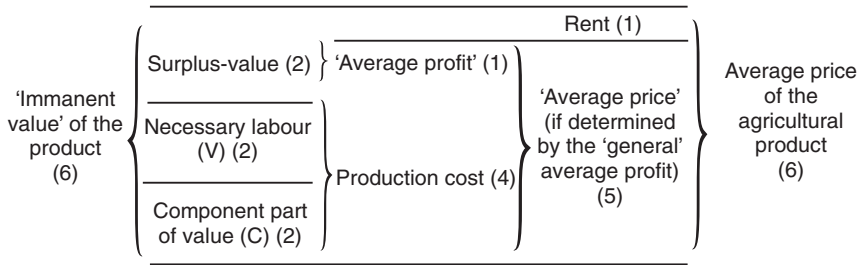 Rent (1)
'Immanent
value' of the
product
(6)
Surplus-value (2)
Necessary labour
(V) (2)
Component part
of value (C) (2)
'Average profit' (1)
Production cost (4)
'Average price'
(if determined
by the 'general'
average profit)
(5)
Average price
of the
agricultural
product
(6)